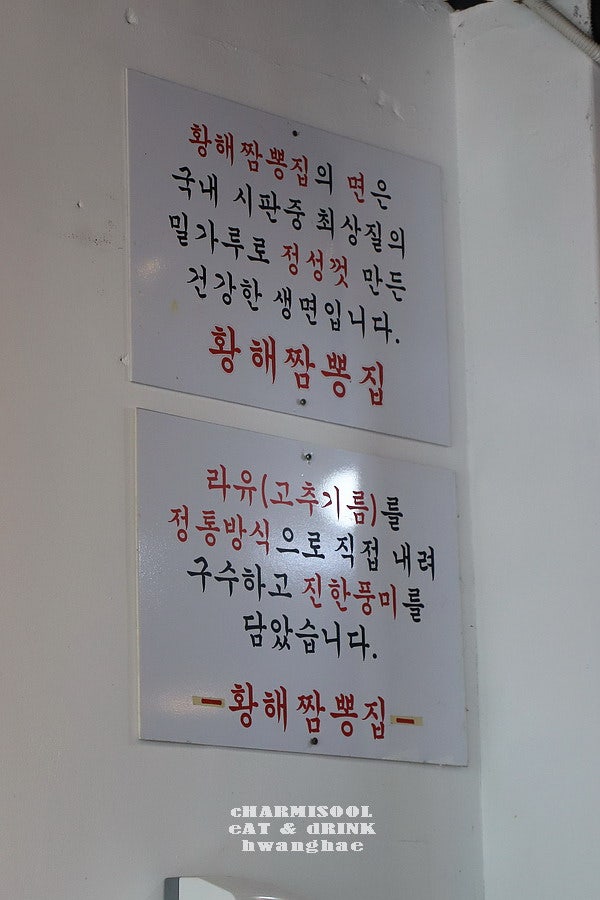 황해짬뽕집의 면은
국내 시판중 최상질의
밀가루로 정성껏 만든
건강한 생면입니다.
황해짬뽕집
라유(고추기름)를
정통방식으로 직접 내려
구수하고 진한풍미를
담았습니다.
-황해짬뽕집-
cHARMISOOL
eAT & dRINK
hwanghae